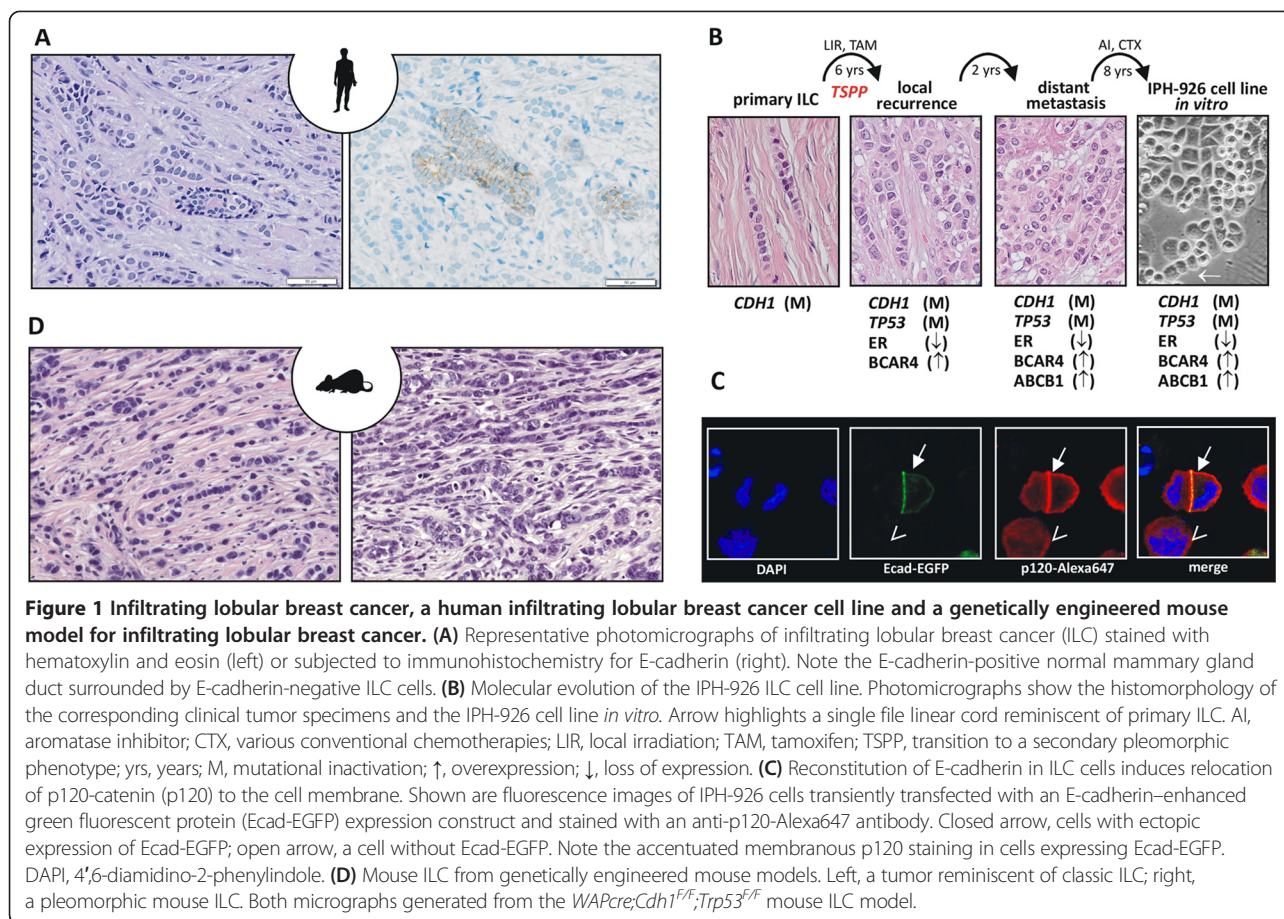 A
50 µm
50 µm
B
LIR, TAM
6 yrs
TSPP
2 yrs
AI, CTX
8 yrs
primary ILC
local
recurrence
distant
metastasis
IPH-926 cell line
in vitro
CDH1 (M)
CDH1 (M)
TP53 (M)
ER (↓)
BCAR4 (↑)
CDH1 (M)
TP53 (M)
ER (↓)
BCAR4 (↑)
ABCB1 (↑)
CDH1 (M)
TP53 (M)
ER (↓)
BCAR4 (↑)
ABCB1 (↑)
D
C
DAPI
Ecad-EGFP
p120-Alexa647
merge
Figure 1 Infiltrating lobular breast cancer, a human infiltrating lobular breast cancer cell line and a genetically engineered mouse
model for infiltrating lobular breast cancer. (A) Representative photomicrographs of infiltrating lobular breast cancer (ILC) stained with
hematoxylin and eosin (left) or subjected to immunohistochemistry for E-cadherin (right). Note the E-cadherin-positive normal mammary gland
duct surrounded by E-cadherin-negative ILC cells. (B) Molecular evolution of the IPH-926 ILC cell line. Photomicrographs show the histomorphology of
the corresponding clinical tumor specimens and the IPH-926 cell line in vitro. Arrow highlights a single file linear cord reminiscent of primary ILC. AI,
aromatase inhibitor; CTX, various conventional chemotherapies; LIR, local irradiation; TAM, tamoxifen; TSPP, transition to a secondary pleomorphic
phenotype; yrs, years; M, mutational inactivation; ↑, overexpression; ↓, loss of expression. (C) Reconstitution of E-cadherin in ILC cells induces relocation
of p120-catenin (p120) to the cell membrane. Shown are fluorescence images of IPH-926 cells transiently transfected with an E-cadherin–enhanced
green fluorescent protein (Ecad-EGFP) expression construct and stained with an anti-p120-Alexa647 antibody. Closed arrow, cells with ectopic
expression of Ecad-EGFP; open arrow, a cell without Ecad-EGFP. Note the accentuated membranous p120 staining in cells expressing Ecad-EGFP.
DAPI, 4′,6-diamidino-2-phenylindole. (D) Mouse ILC from genetically engineered mouse models. Left, a tumor reminiscent of classic ILC; right,
a pleomorphic mouse ILC. Both micrographs generated from the WAPcre;Cdh1F/F;Trp53F/F mouse ILC model.